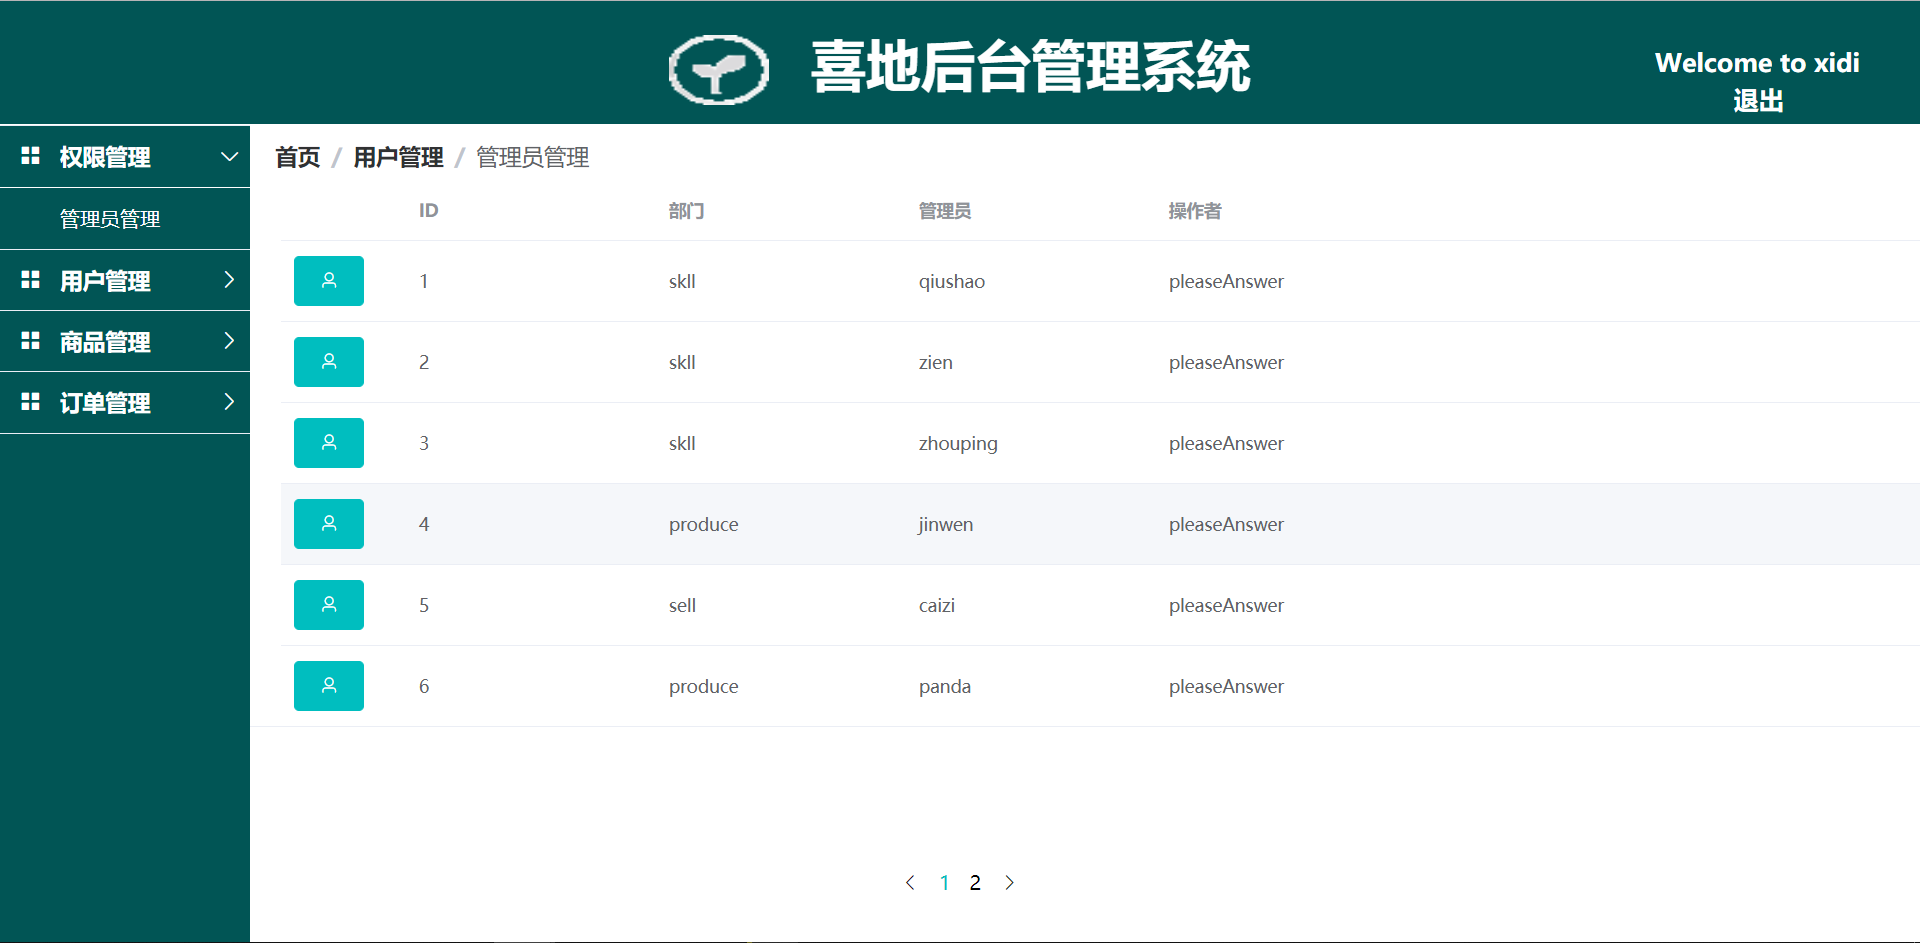 喜地后台管理系统
Welcome to xidi
退出
权限管理
管理员管理
用户管理
商品管理
订单管理
首页 / 用户管理 / 管理员管理
ID 部门 管理员 操作者
1 skll qiushao pleaseAnswer
2 skll zien pleaseAnswer
3 skll zhouping pleaseAnswer
4 produce jinwen pleaseAnswer
5 sell caizi pleaseAnswer
6 produce panda pleaseAnswer
1 2